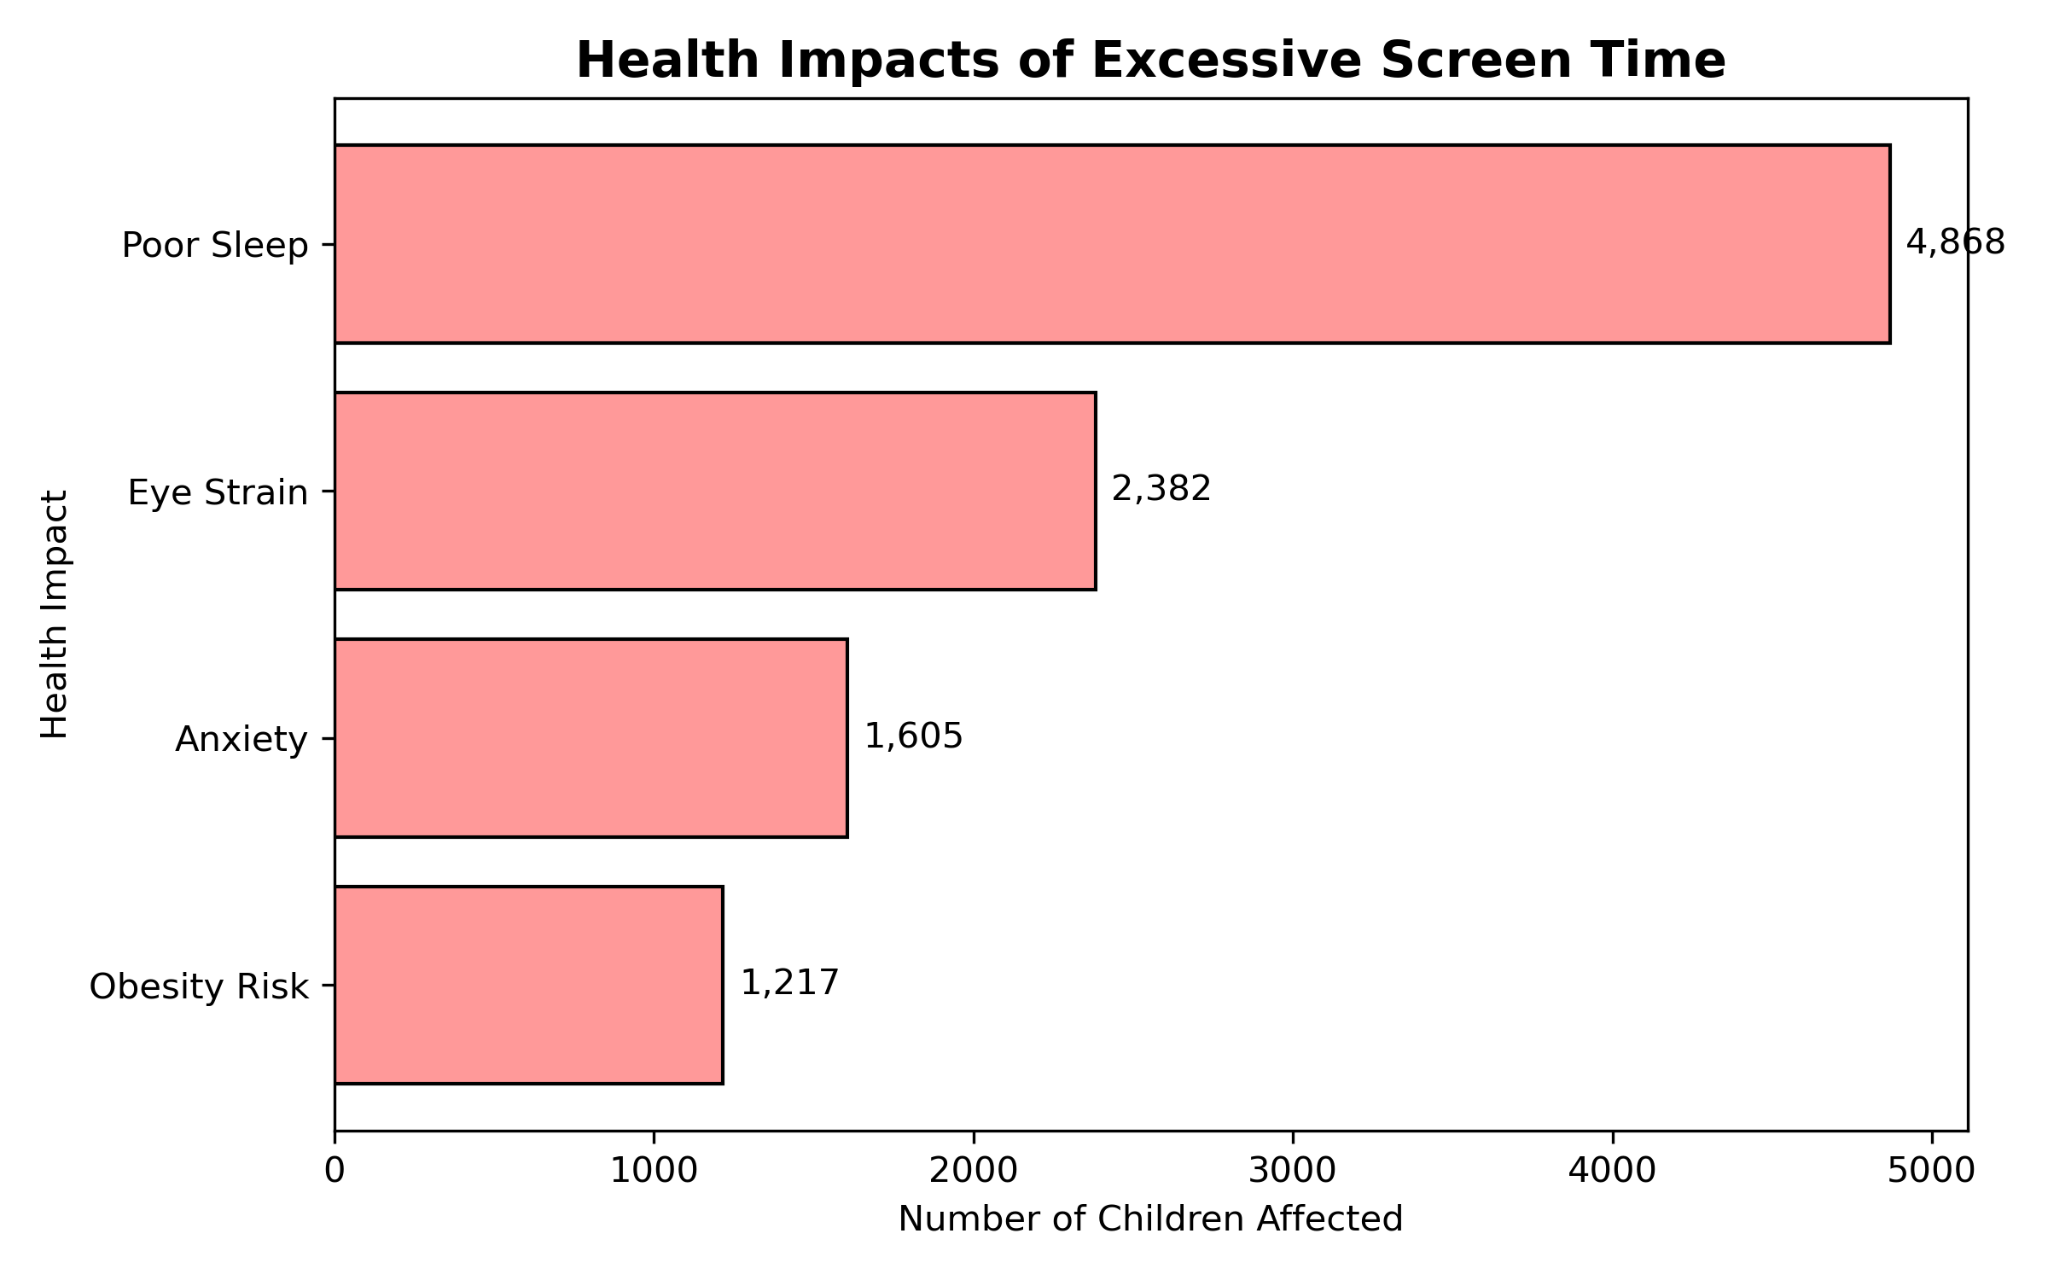 Health Impacts of Excessive Screen Time
Health Impact
Poor Sleep
4,868
Eye Strain
2,382
Anxiety
1,605
Obesity Risk
1,217
0 1000 2000 3000 4000 5000
Number of Children Affected